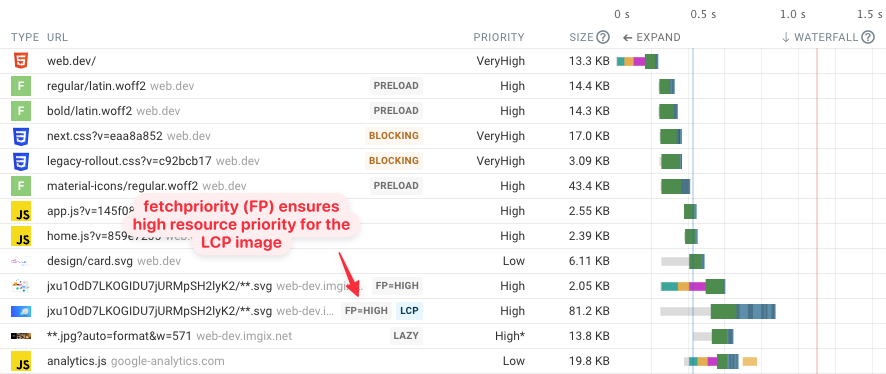 0 s 0.5 s 1.0 s 1.5 s
TYPE URL PRIORITY SIZE ? ← EXPAND ↓ WATERFALL ?
5 web.dev/ VeryHigh 13.3 KB
F regular/latin.woff2 web.dev PRELOAD High 14.4 KB
F bold/latin.woff2 web.dev PRELOAD High 14.3 KB
3 next.css?v=eaa8a852 web.dev BLOCKING VeryHigh 17.0 KB
3 legacy-rollout.css?v=c92bcb17 web.dev BLOCKING VeryHigh 3.09 KB
F material-icons/regular.woff2 web.dev PRELOAD High 43.4 KB
JS app.js?v=145f08 High 2.55 KB
JS home.js?v=859e7253 High 2.39 KB
fetchpriority (FP) ensures
high resource priority for the
LCP image
design/card.svg web.dev Low 6.11 KB
jxu1OdD7LKOGIDU7jURMpSH2lyK2/**.svg web-dev.imgix… FP=HIGH High 2.05 KB
jxu1OdD7LKOGIDU7jURMpSH2lyK2/**.svg web-dev.i... FP=HIGH LCP High 81.2 KB
**.jpg?auto=format&w=571 web-dev.imgix.net LAZY High* 13.8 KB
JS analytics.js google-analytics.com Low 19.8 KB